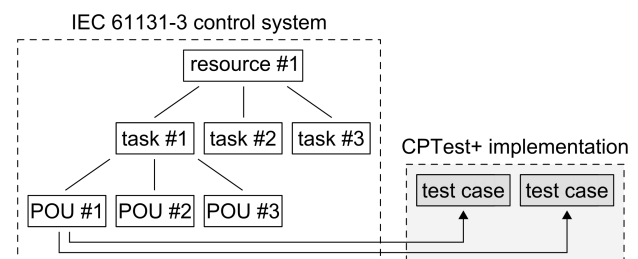 IEC 61131-3 control system
resource #1
task #1 task #2 task #3
CPTest+ implementation
test case test case
POU #1 POU #2 POU #3